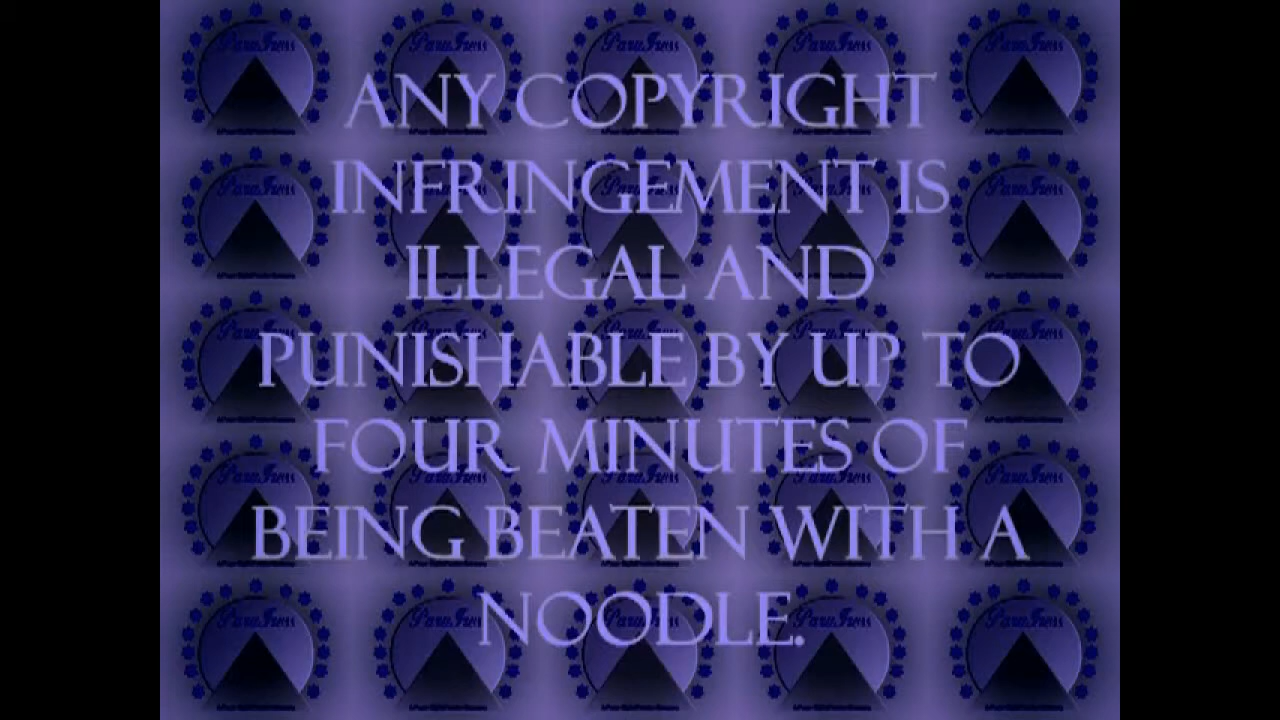 ANY COPYRIGHT
INFRINGEMENT IS
ILLEGAL AND
PUNISHABLE BY UP TO
FOUR MINUTES OF
BEING BEATEN WITH A
NOODLE.